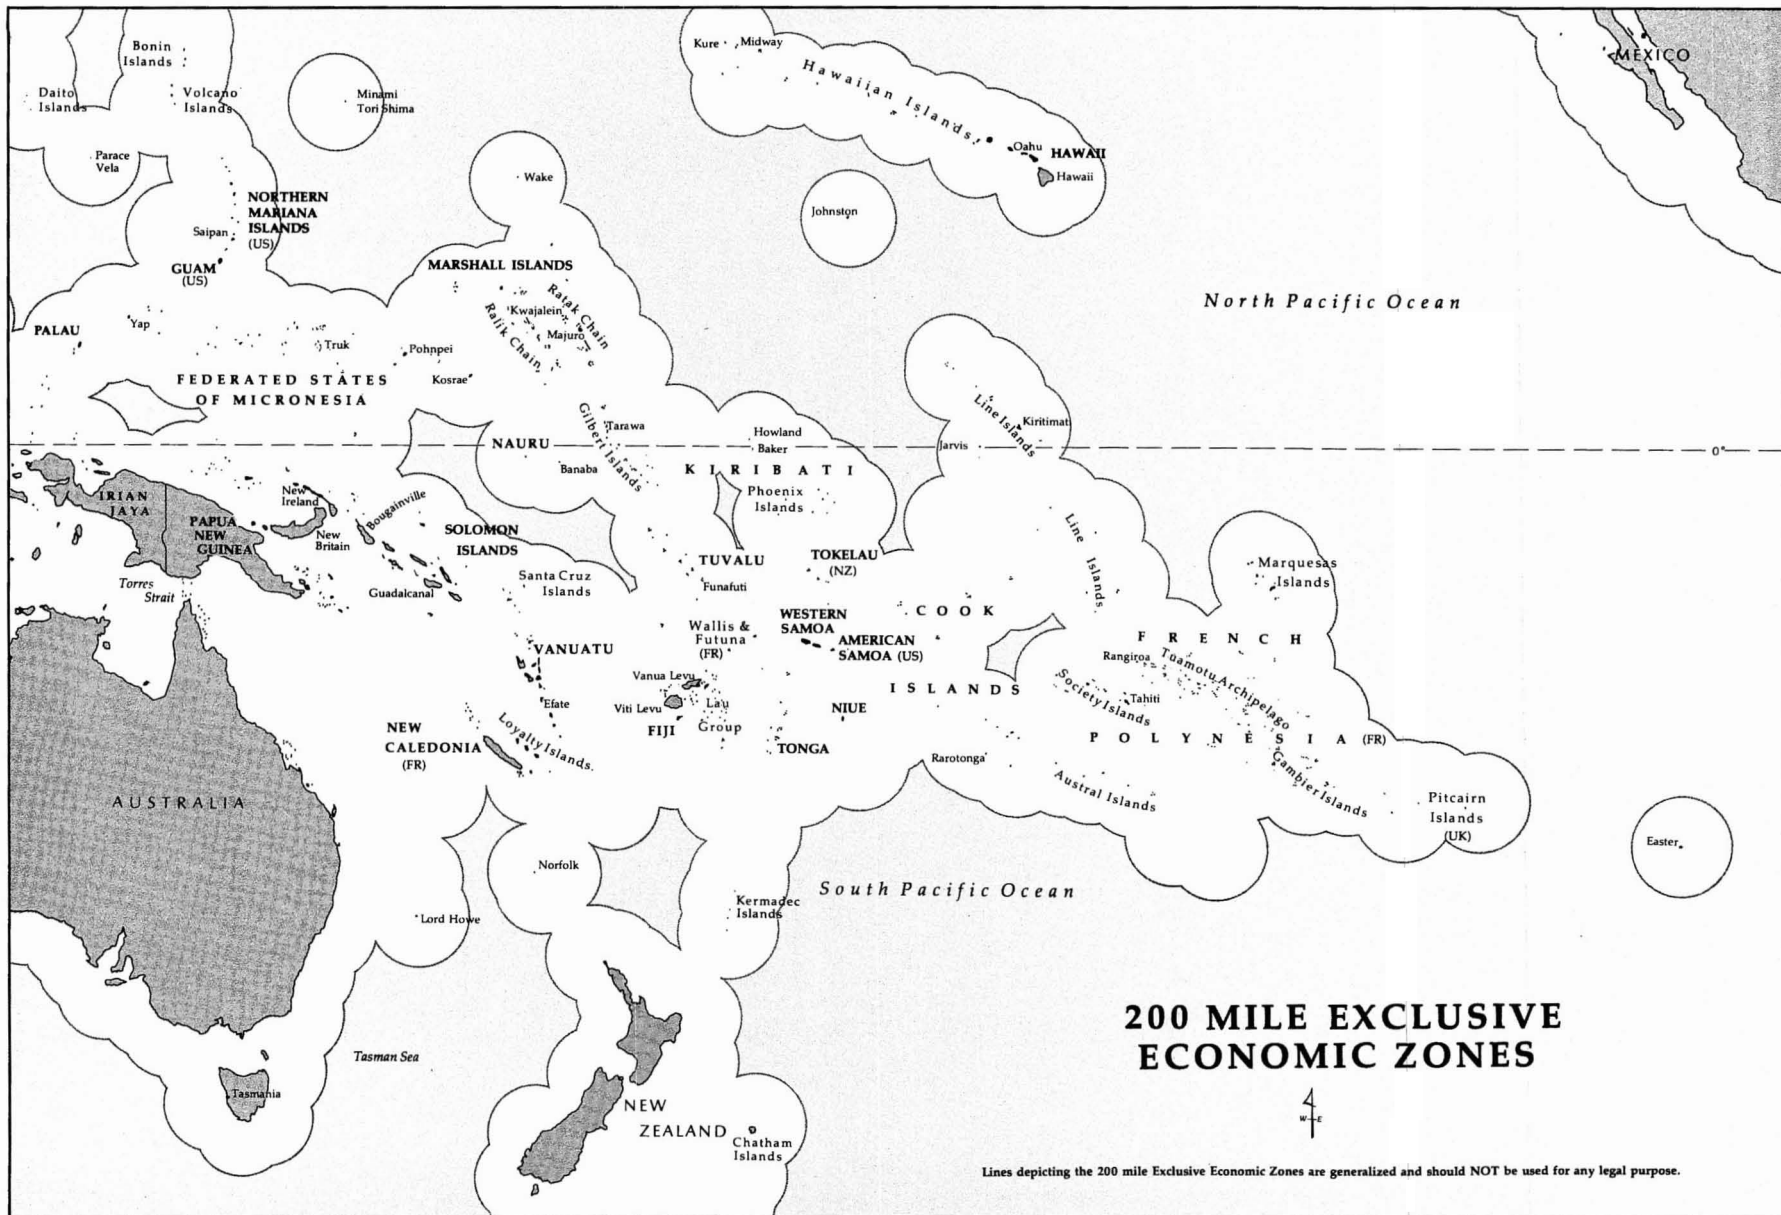 Bonin
Islands
Daito
Islands
Volcano
Islands
Minami
Tori Shima
Kure
Midway
Hawaiian Islands
Oahu
HAWAII
Hawaii
MEXICO
Parace
Vela
Wake
Johnston
NORTHERN
MARIANA
ISLANDS
(US)
Saipan
GUAM
(US)
MARSHALL ISLANDS
Ratak Chain
Kwajalein
Ralik Chain
Majuro
North Pacific Ocean
PALAU
Yap
Truk
Pohnpei
Kosrae
FEDERATED STATES
OF MICRONESIA
Line Islands
Kiritimati
Jarvis
NAURU
Gilbert Islands
Tarawa
Banaba
Howland
Baker
KIRIBATI
Phoenix
Islands
0°
IRIAN
JAYA
PAPUA
NEW
GUINEA
New
Ireland
New
Britain
Bougainville
SOLOMON
ISLANDS
Guadalcanal
Santa Cruz
Islands
Torres
Strait
TUVALU
Funafuti
TOKELAU
(NZ)
Line Islands
Marquesas
Islands
WESTERN
SAMOA
AMERICAN
SAMOA (US)
Wallis &
Futuna
(FR)
COOK
ISLANDS
FRENCH
POLYNESIA (FR)
Rangiroa
Tuamotu Archipelago
Society Islands
Tahiti
VANUATU
Efate
Vanua Levu
Viti Levu
FIJI
Lau
Group
TONGA
NIUE
NEW
CALEDONIA
(FR)
Loyalty Islands
Rarotonga
Austral Islands
Gambier Islands
Pitcairn
Islands
(UK)
Easter
AUSTRALIA
Norfolk
Lord Howe
Kermadec
Islands
South Pacific Ocean
Tasman Sea
Tasmania
NEW
ZEALAND
Chatham
Islands
200 MILE EXCLUSIVE
ECONOMIC ZONES
W E
Lines depicting the 200 mile Exclusive Economic Zones are generalized and should NOT be used for any legal purpose.